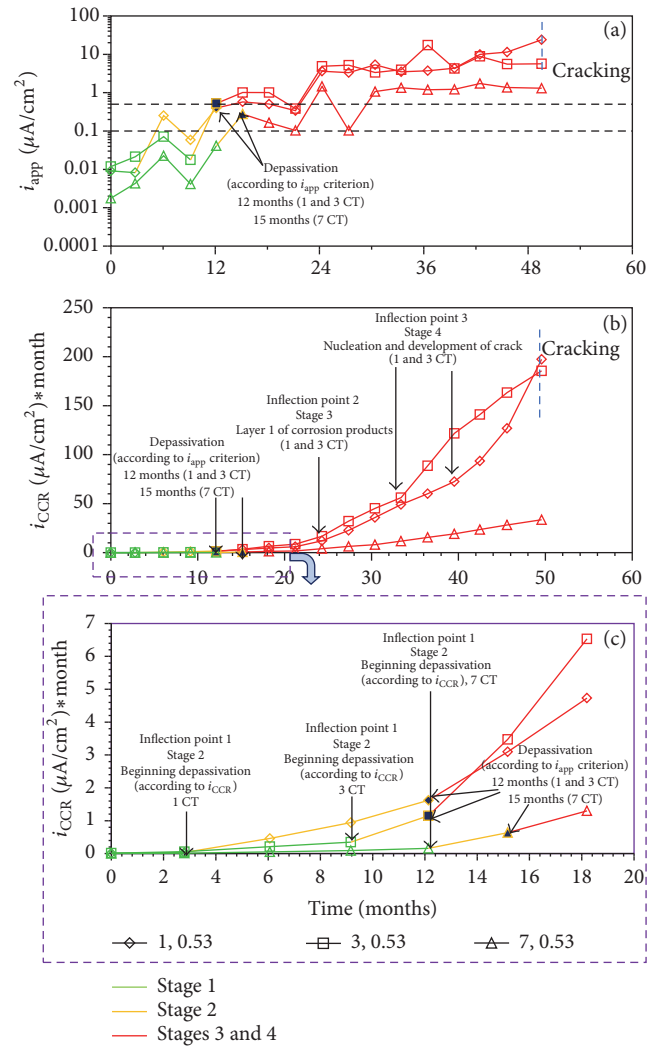 (a)
100
10
1
0.1
0.01
0.001
0.0001
i_app (μA/cm²)
Cracking
Depassivation
(according to i_app criterion)
12 months (1 and 3 CT)
15 months (7 CT)
0 12 24 36 48 60
(b)
250
200
150
100
50
0
i_CCR (μA/cm²)∗month
Inflection point 3
Stage 4
Nucleation and development of crack
(1 and 3 CT)
Cracking
Inflection point 2
Stage 3
Layer 1 of corrosion products
(1 and 3 CT)
Depassivation
(according to i_app criterion)
12 months (1 and 3 CT)
15 months (7 CT)
0 10 20 30 40 50 60
(c)
7
6
5
4
3
2
1
0
i_CCR (μA/cm²)∗month
Inflection point 1
Stage 2
Beginning depassivation
(according to i_CCR), 7 CT
Inflection point 1
Stage 2
Beginning depassivation
(according to i_CCR)
3 CT
Inflection point 1
Stage 2
Beginning depassivation
(according to i_CCR)
1 CT
Depassivation
(according to i_app criterion)
12 months (1 and 3 CT)
15 months (7 CT)
0 2 4 6 8 10 12 14 16 18 20
Time (months)
1, 0.53 3, 0.53 7, 0.53
Stage 1
Stage 2
Stages 3 and 4